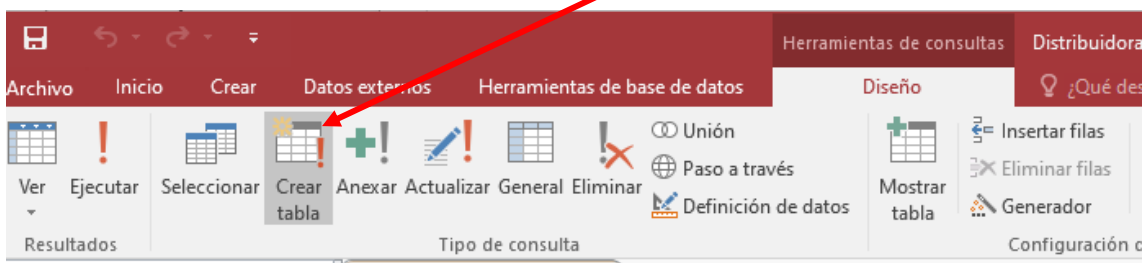 Herramientas de consultas Distribuidora
Archivo Inicio Crear Datos externos Herramientas de base de datos Diseño ¿Qué des
Ver Ejecutar Seleccionar Crear tabla Anexar Actualizar General Eliminar
Unión
Paso a través
Definición de datos
Mostrar tabla
Insertar filas
Eliminar filas
Generador
Resultados Tipo de consulta Configuración d